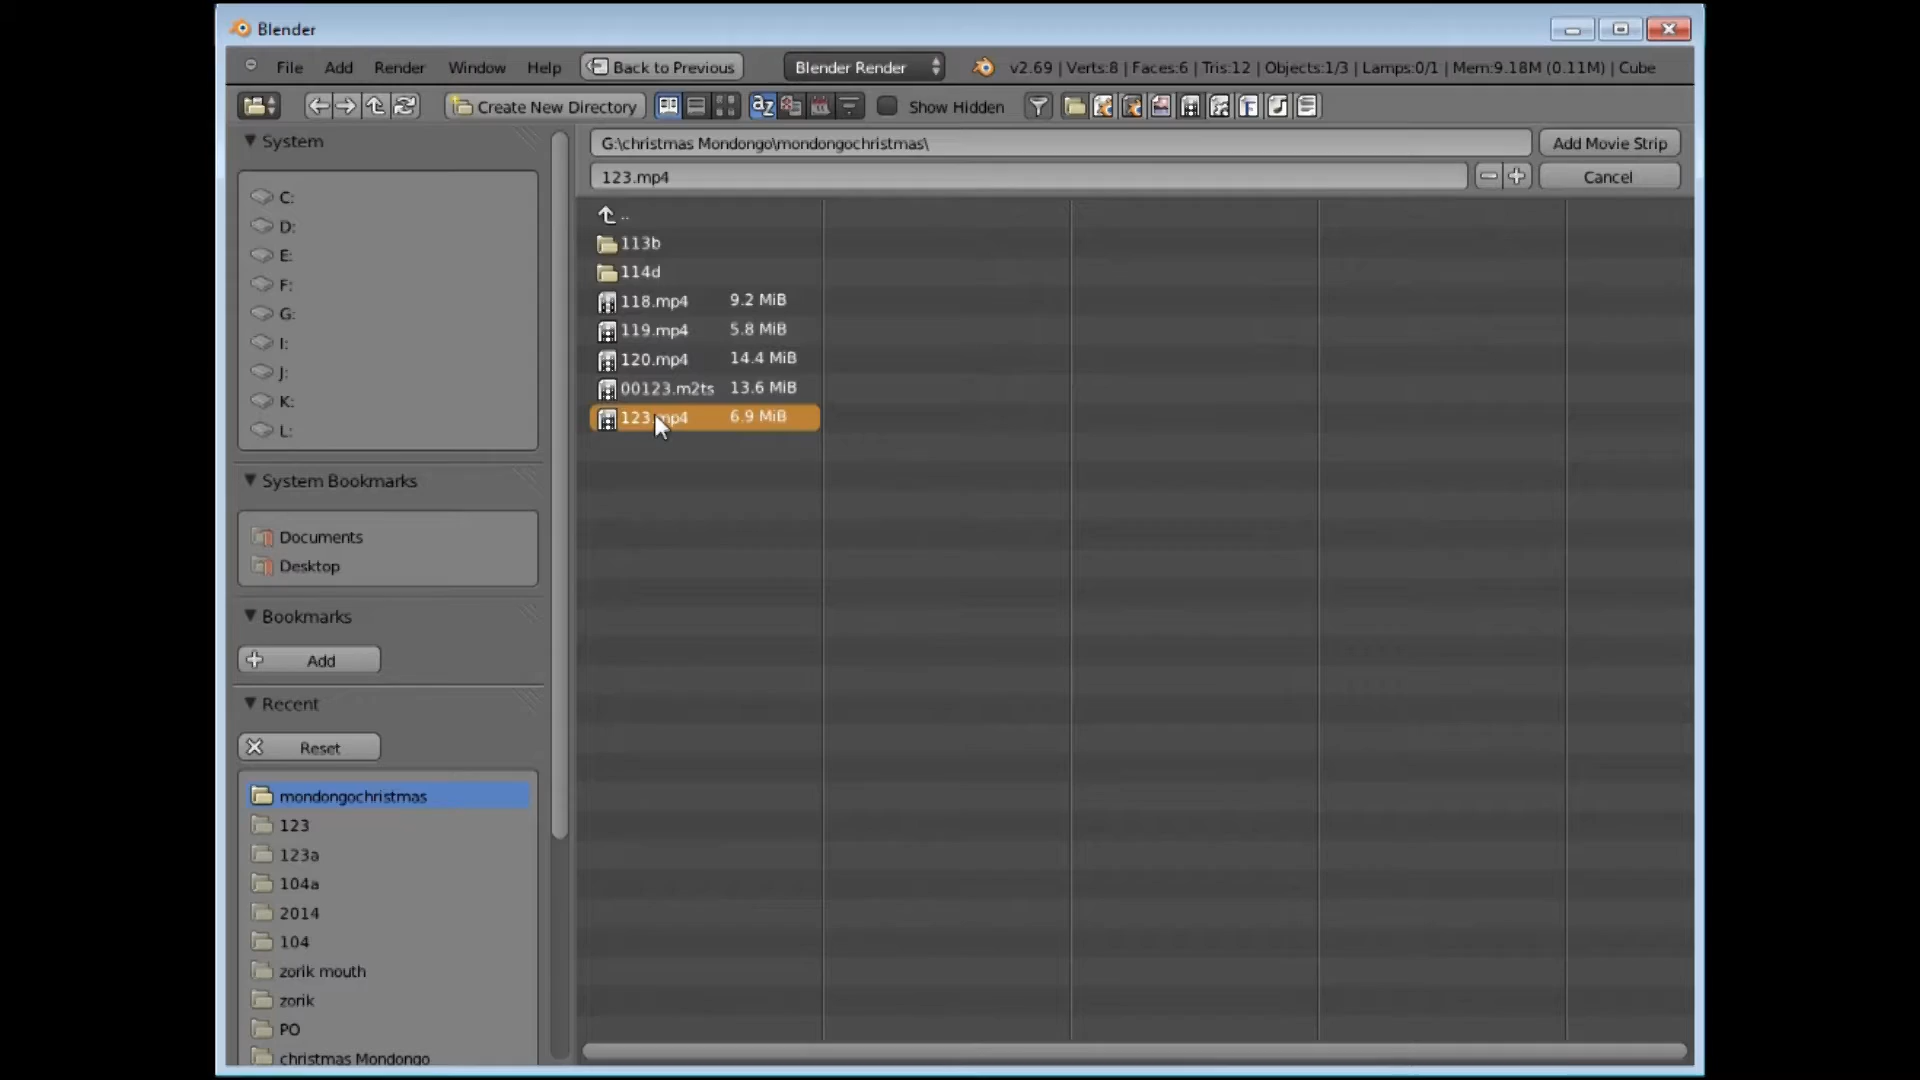 Blender
File Add Render Window Help Back to Previous Blender Render v2.69 | Verts:8 | Faces:6 | Tris:12 | Objects:1/3 | Lamps:0/1 | Mem:9.18M (0.11M) | Cube
Create New Directory Show Hidden
System
C:
D:
E:
F:
G:
I:
J:
K:
L:
System Bookmarks
Documents
Desktop
Bookmarks
Add
Recent
Reset
mondongochristmas
123
123a
104a
2014
104
zorik mouth
zorik
PO
christmas Mondongo
G:\christmas Mondongo\mondongochristmas\ Add Movie Strip
123.mp4 Cancel
..
113b
114d
118.mp4 9.2 MiB
119.mp4 5.8 MiB
120.mp4 14.4 MiB
00123.m2ts 13.6 MiB
123.mp4 6.9 MiB